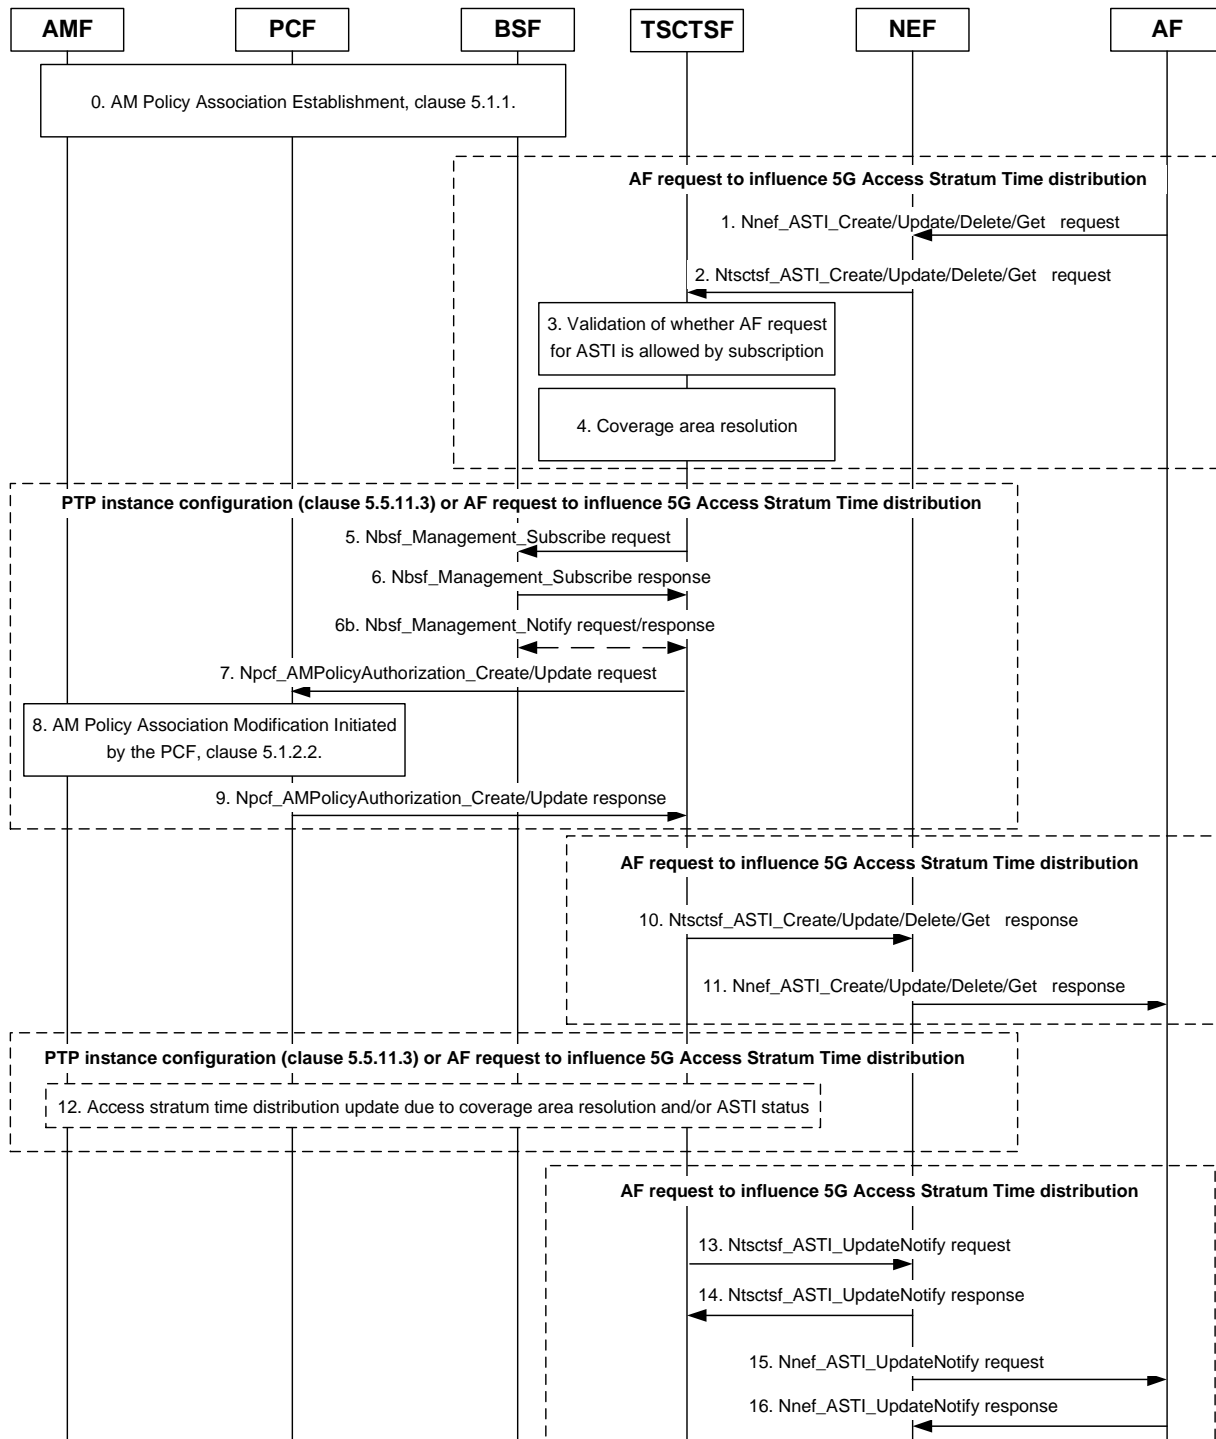 AMF PCF BSF TSCTSF NEF AF
0. AM Policy Association Establishment, clause 5.1.1.
AF request to influence 5G Access Stratum Time distribution
1. Nnef_ASTI_Create/Update/Delete/Get request
2. Ntsctsf_ASTI_Create/Update/Delete/Get request
3. Validation of whether AF request
for ASTI is allowed by subscription
4. Coverage area resolution
PTP instance configuration (clause 5.5.11.3) or AF request to influence 5G Access Stratum Time distribution
5. Nbsf_Management_Subscribe request
6. Nbsf_Management_Subscribe response
6b. Nbsf_Management_Notify request/response
7. Npcf_AMPolicyAuthorization_Create/Update request
8. AM Policy Association Modification Initiated
by the PCF, clause 5.1.2.2.
9. Npcf_AMPolicyAuthorization_Create/Update response
AF request to influence 5G Access Stratum Time distribution
10. Ntsctsf_ASTI_Create/Update/Delete/Get response
11. Nnef_ASTI_Create/Update/Delete/Get response
PTP instance configuration (clause 5.5.11.3) or AF request to influence 5G Access Stratum Time distribution
12. Access stratum time distribution update due to coverage area resolution and/or ASTI status
AF request to influence 5G Access Stratum Time distribution
13. Ntsctsf_ASTI_UpdateNotify request
14. Ntsctsf_ASTI_UpdateNotify response
15. Nnef_ASTI_UpdateNotify request
16. Nnef_ASTI_UpdateNotify response